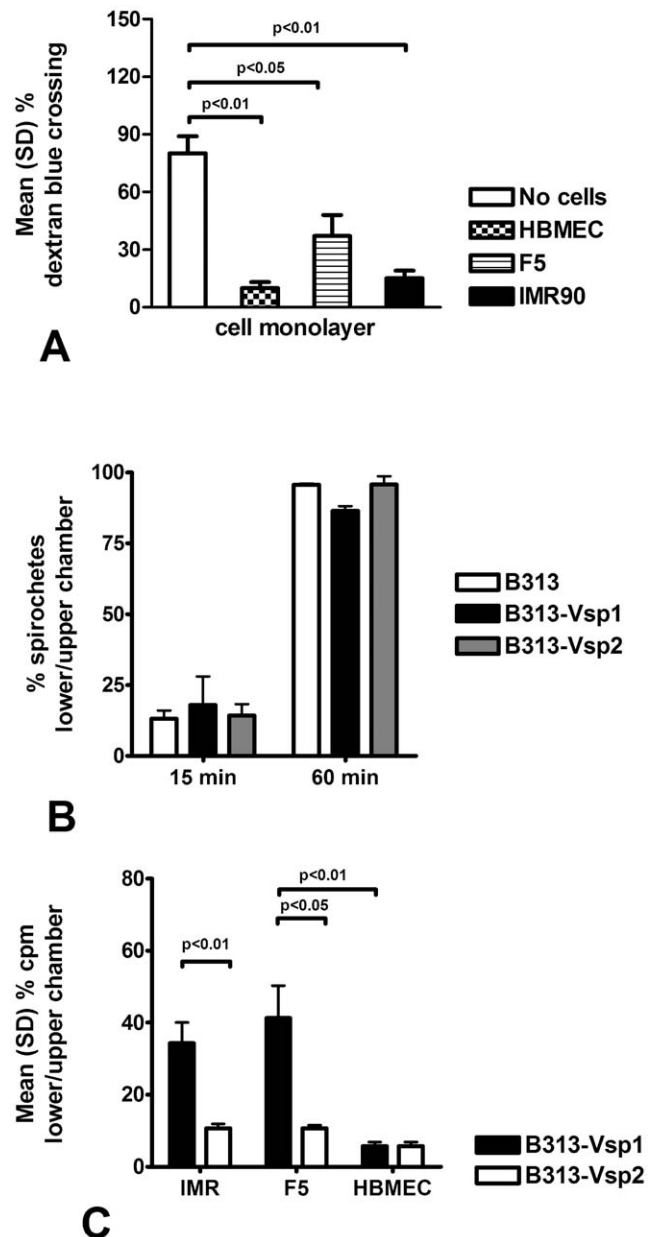 150
120
90
60
30
0
Mean (SD) %
dextran blue crossing
p<0.01
p<0.05
p<0.01
cell monolayer
No cells
HBMEC
F5
IMR90
A
100
75
50
25
0
% spirochetes
lower/upper chamber
15 min
60 min
B313
B313-Vsp1
B313-Vsp2
B
80
60
40
20
0
Mean (SD) % cpm
lower/upper chamber
p<0.01
p<0.05
p<0.01
IMR
F5
HBMEC
B313-Vsp1
B313-Vsp2
C